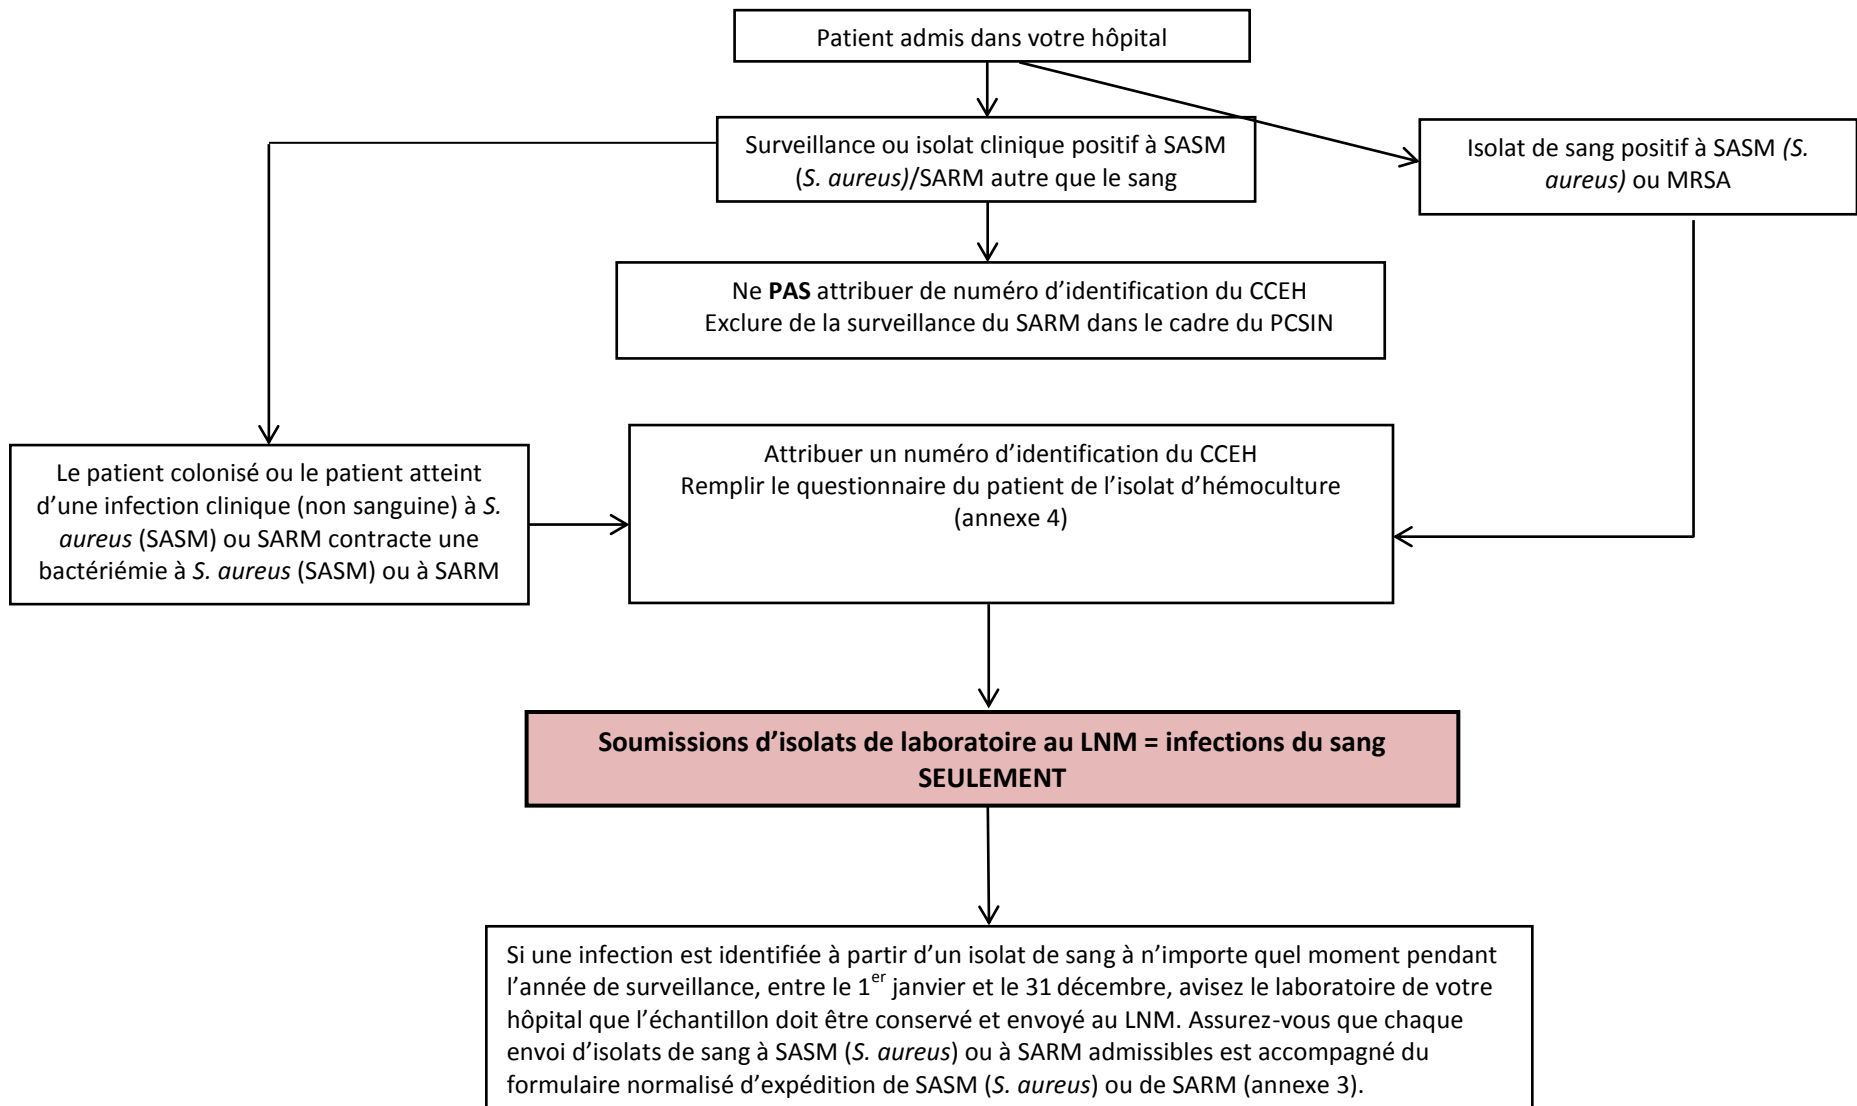 Patient admis dans votre hôpital
Surveillance ou isolat clinique positif à SASM
(S. aureus)/SARM autre que le sang
Isolat de sang positif à SASM (S.
aureus) ou MRSA
Ne PAS attribuer de numéro d’identification du CCEH
Exclure de la surveillance du SARM dans le cadre du PCSIN
Le patient colonisé ou le patient atteint
d’une infection clinique (non sanguine) à S.
aureus (SASM) ou SARM contracte une
bactériémie à S. aureus (SASM) ou à SARM
Attribuer un numéro d’identification du CCEH
Remplir le questionnaire du patient de l’isolat d’hémoculture
(annexe 4)
Soumissions d’isolats de laboratoire au LNM = infections du sang
SEULEMENT
Si une infection est identifiée à partir d’un isolat de sang à n’importe quel moment pendant
l’année de surveillance, entre le 1er janvier et le 31 décembre, avisez le laboratoire de votre
hôpital que l’échantillon doit être conservé et envoyé au LNM. Assurez-vous que chaque
envoi d’isolats de sang à SASM (S. aureus) ou à SARM admissibles est accompagné du
formulaire normalisé d’expédition de SASM (S. aureus) ou de SARM (annexe 3).